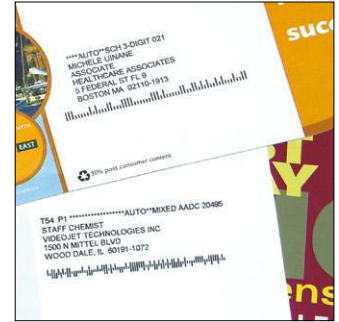 succ
****AUTO**SCH 3-DIGIT 021
MICHELE UINANE
ASSOCIATE
HEALTHCARE ASSOCIATES
5 FEDERAL ST FL 9
BOSTON MA 02110-1913
EAST
50% post consumer content
T54 P1 ******************AUTO**MIXED AADC 20495
STAFF CHEMIST
VIDEOJET TECHNOLOGIES INC
1500 N MITTEL BLVD
WOOD DALE, IL 60191-1072
ens